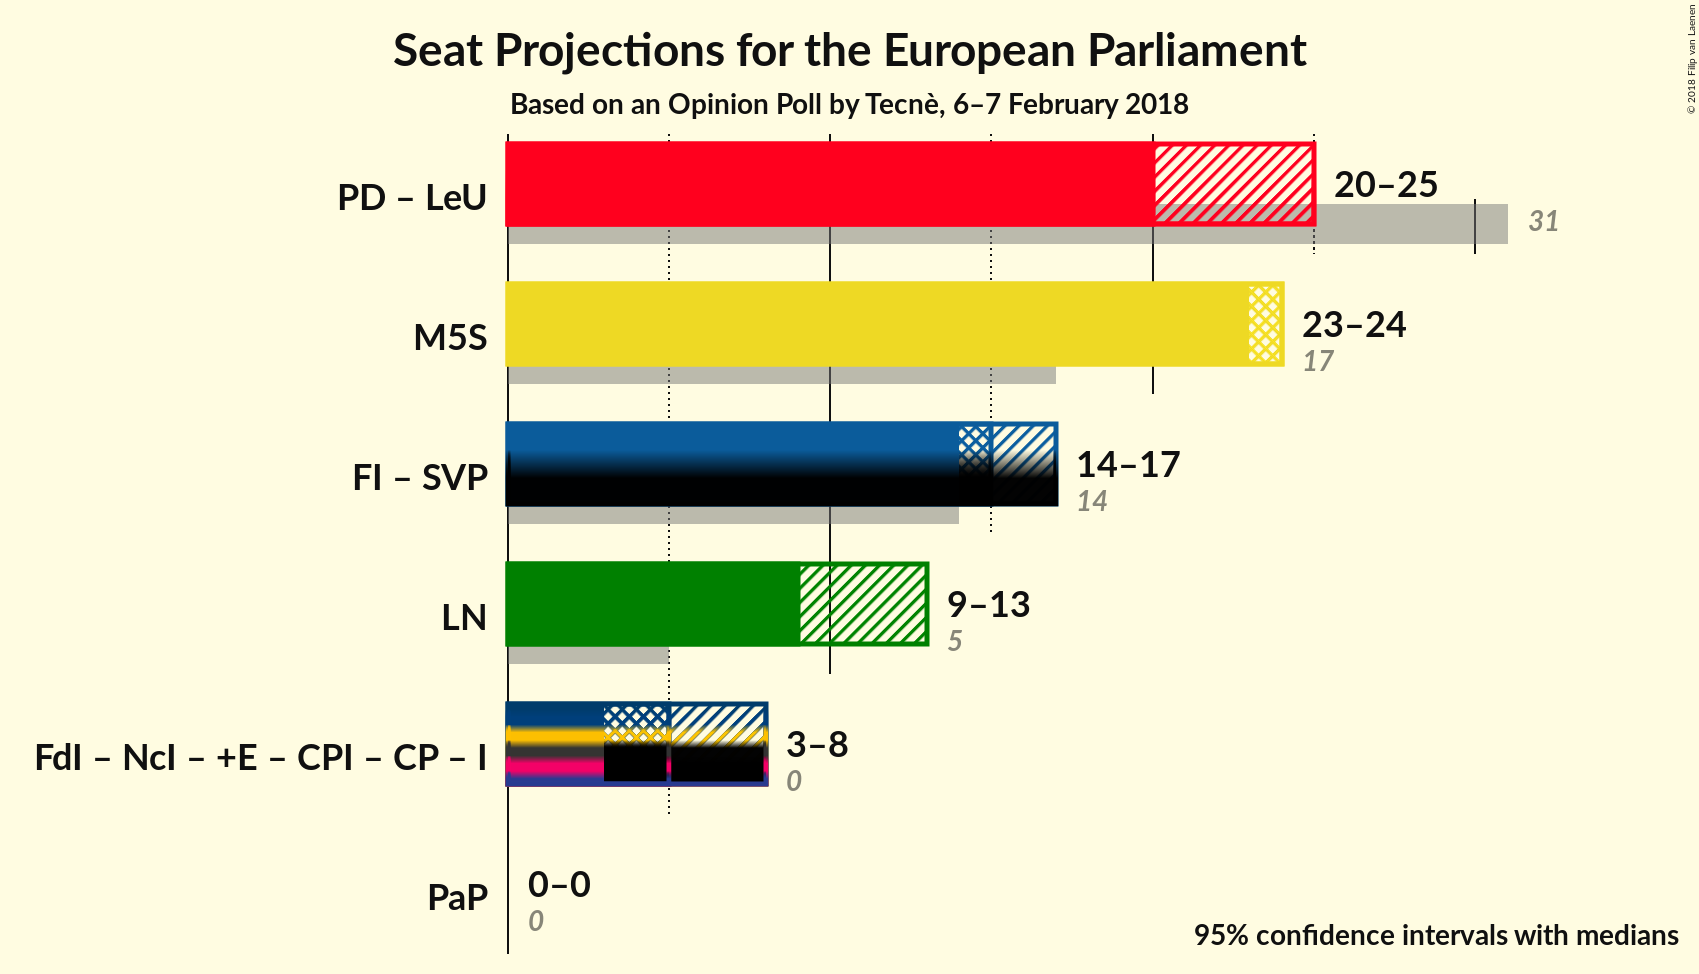 Seat Projections for the European Parliament
Based on an Opinion Poll by Tecnè, 6–7 February 2018
© 2018 Filip van Laenen
PD – LeU
20–25
31
M5S
23–24
17
FI – SVP
14–17
14
LN
9–13
5
FdI – NcI – +E – CPI – CP – I
3–8
0
PaP
0–0
0
95% confidence intervals with medians